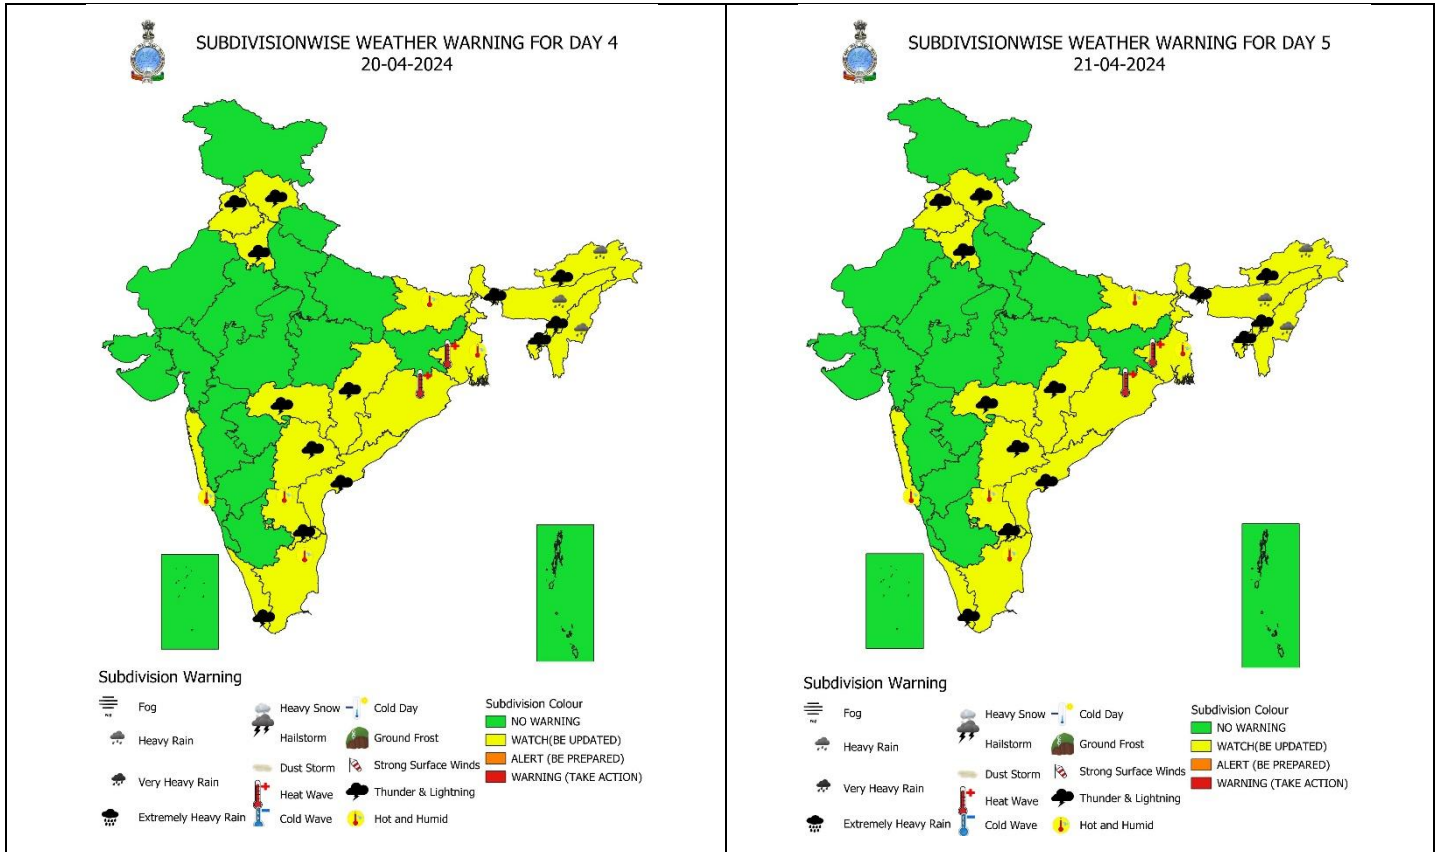 SUBDIVISIONWISE WEATHER WARNING FOR DAY 4
20-04-2024
Subdivision Warning
Fog
Heavy Rain
Very Heavy Rain
Extremely Heavy Rain
Heavy Snow
Hailstorm
Dust Storm
Heat Wave
Cold Wave
Cold Day
Ground Frost
Strong Surface Winds
Thunder & Lightning
Hot and Humid
Subdivision Colour
NO WARNING
WATCH(BE UPDATED)
ALERT (BE PREPARED)
WARNING (TAKE ACTION)
SUBDIVISIONWISE WEATHER WARNING FOR DAY 5
21-04-2024
Subdivision Warning
Fog
Heavy Rain
Very Heavy Rain
Extremely Heavy Rain
Heavy Snow
Hailstorm
Dust Storm
Heat Wave
Cold Wave
Cold Day
Ground Frost
Strong Surface Winds
Thunder & Lightning
Hot and Humid
Subdivision Colour
NO WARNING
WATCH(BE UPDATED)
ALERT (BE PREPARED)
WARNING (TAKE ACTION)